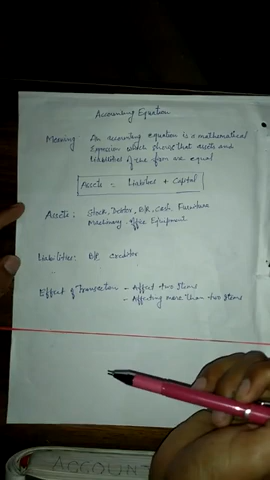 Accounting Equation
Meaning An accounting equation is a mathematical
Expression which shows that assets and
liabilities of the firm are equal
Assets = Liabilities + Capital
Assets: Stock, Debtor, B/R, Cash, Furniture
Machinery, Office Equipment
Liabilities: B/P, Creditor
Effect of Transaction - Affect two Items
- Affecting more than two Items
ACCOUNT